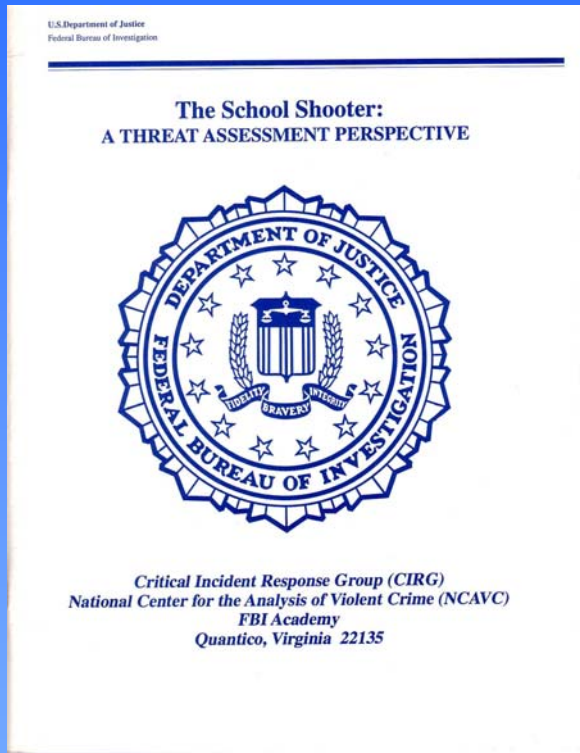 U.S.Department of Justice
Federal Bureau of Investigation
The School Shooter:
A THREAT ASSESSMENT PERSPECTIVE
DEPARTMENT OF JUSTICE
FIDELITY BRAVERY INTEGRITY
FEDERAL BUREAU OF INVESTIGATION
Critical Incident Response Group (CIRG)
National Center for the Analysis of Violent Crime (NCAVC)
FBI Academy
Quantico, Virginia 22135